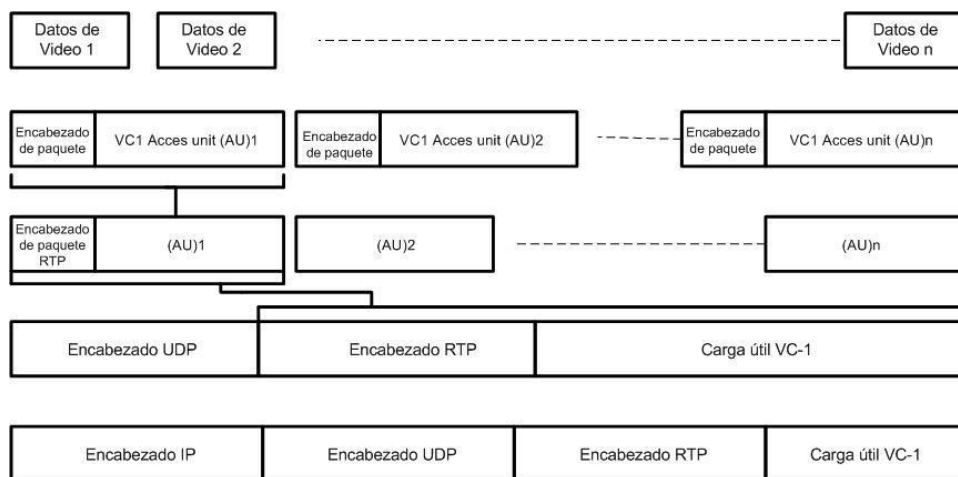 Datos de
Video 1
Datos de
Video 2
Datos de
Video n
Encabezado
de paquete
VC1 Acces unit (AU)1
Encabezado
de paquete
VC1 Acces unit (AU)2
Encabezado
de paquete
VC1 Acces unit (AU)n
Encabezado
de paquete
RTP
(AU)1
(AU)2
(AU)n
Encabezado UDP
Encabezado RTP
Carga útil VC-1
Encabezado IP
Encabezado UDP
Encabezado RTP
Carga útil VC-1